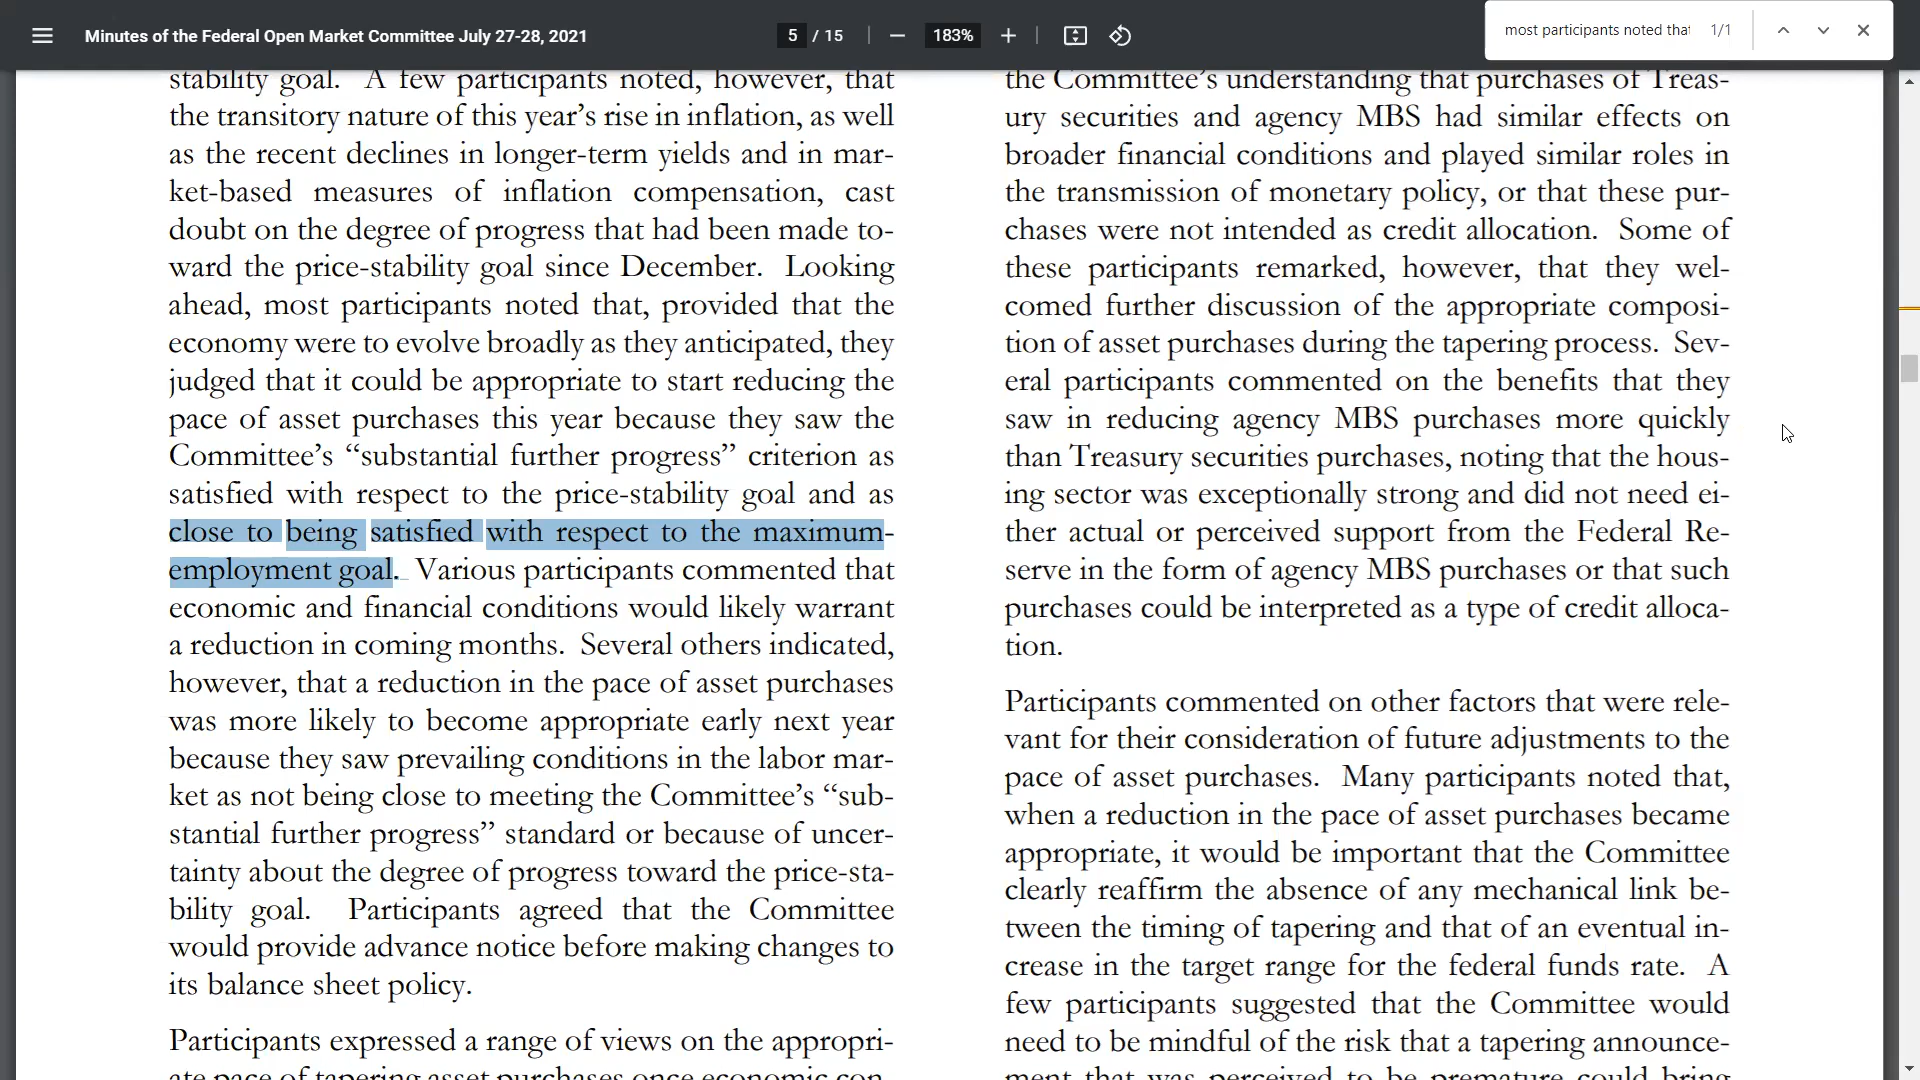 Minutes of the Federal Open Market Committee July 27-28, 2021
5 / 15
183%
most participants noted that
1/1
stability goal. A few participants noted, however, that
the transitory nature of this year’s rise in inflation, as well
as the recent declines in longer-term yields and in mar-
ket-based measures of inflation compensation, cast
doubt on the degree of progress that had been made to-
ward the price-stability goal since December. Looking
ahead, most participants noted that, provided that the
economy were to evolve broadly as they anticipated, they
judged that it could be appropriate to start reducing the
pace of asset purchases this year because they saw the
Committee’s “substantial further progress” criterion as
satisfied with respect to the price-stability goal and as
close to being satisfied with respect to the maximum-
employment goal. Various participants commented that
economic and financial conditions would likely warrant
a reduction in coming months. Several others indicated,
however, that a reduction in the pace of asset purchases
was more likely to become appropriate early next year
because they saw prevailing conditions in the labor mar-
ket as not being close to meeting the Committee’s “sub-
stantial further progress” standard or because of uncer-
tainty about the degree of progress toward the price-sta-
bility goal. Participants agreed that the Committee
would provide advance notice before making changes to
its balance sheet policy.
Participants expressed a range of views on the appropri-
ate pace of tapering asset purchases once economic con-
the Committee’s understanding that purchases of Treas-
ury securities and agency MBS had similar effects on
broader financial conditions and played similar roles in
the transmission of monetary policy, or that these pur-
chases were not intended as credit allocation. Some of
these participants remarked, however, that they wel-
comed further discussion of the appropriate composi-
tion of asset purchases during the tapering process. Sev-
eral participants commented on the benefits that they
saw in reducing agency MBS purchases more quickly
than Treasury securities purchases, noting that the hous-
ing sector was exceptionally strong and did not need ei-
ther actual or perceived support from the Federal Re-
serve in the form of agency MBS purchases or that such
purchases could be interpreted as a type of credit alloca-
tion.
Participants commented on other factors that were rele-
vant for their consideration of future adjustments to the
pace of asset purchases. Many participants noted that,
when a reduction in the pace of asset purchases became
appropriate, it would be important that the Committee
clearly reaffirm the absence of any mechanical link be-
tween the timing of tapering and that of an eventual in-
crease in the target range for the federal funds rate. A
few participants suggested that the Committee would
need to be mindful of the risk that a tapering announce-
ment that was perceived to be premature could bring